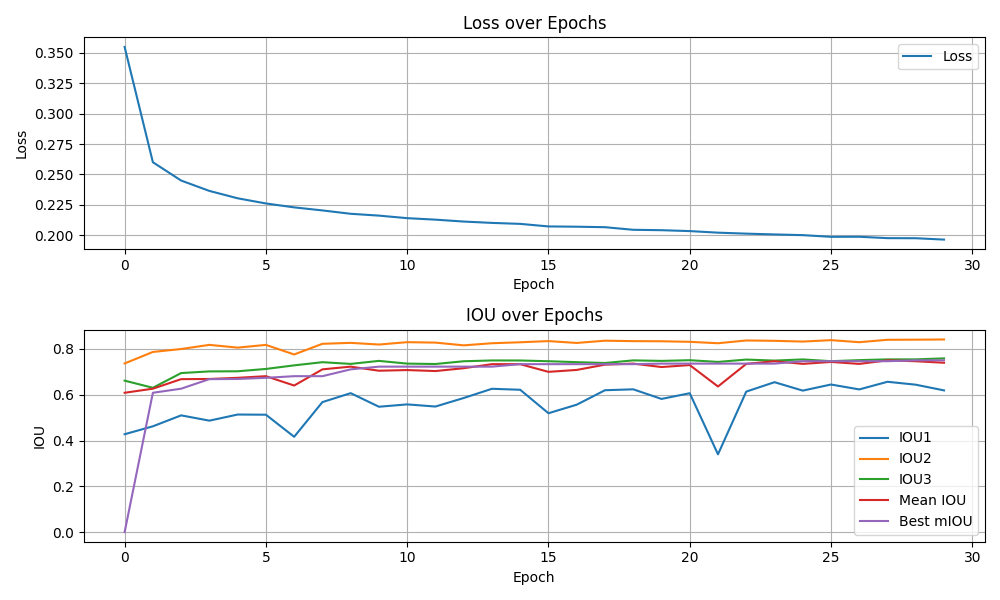 Loss over Epochs
0.350
0.325
0.300
0.275
0.250
0.225
0.200
Loss
Loss
0 5 10 15 20 25 30
Epoch
IOU over Epochs
0.8
0.6
0.4
0.2
0.0
IOU
IOU1
IOU2
IOU3
Mean IOU
Best mIOU
0 5 10 15 20 25 30
Epoch